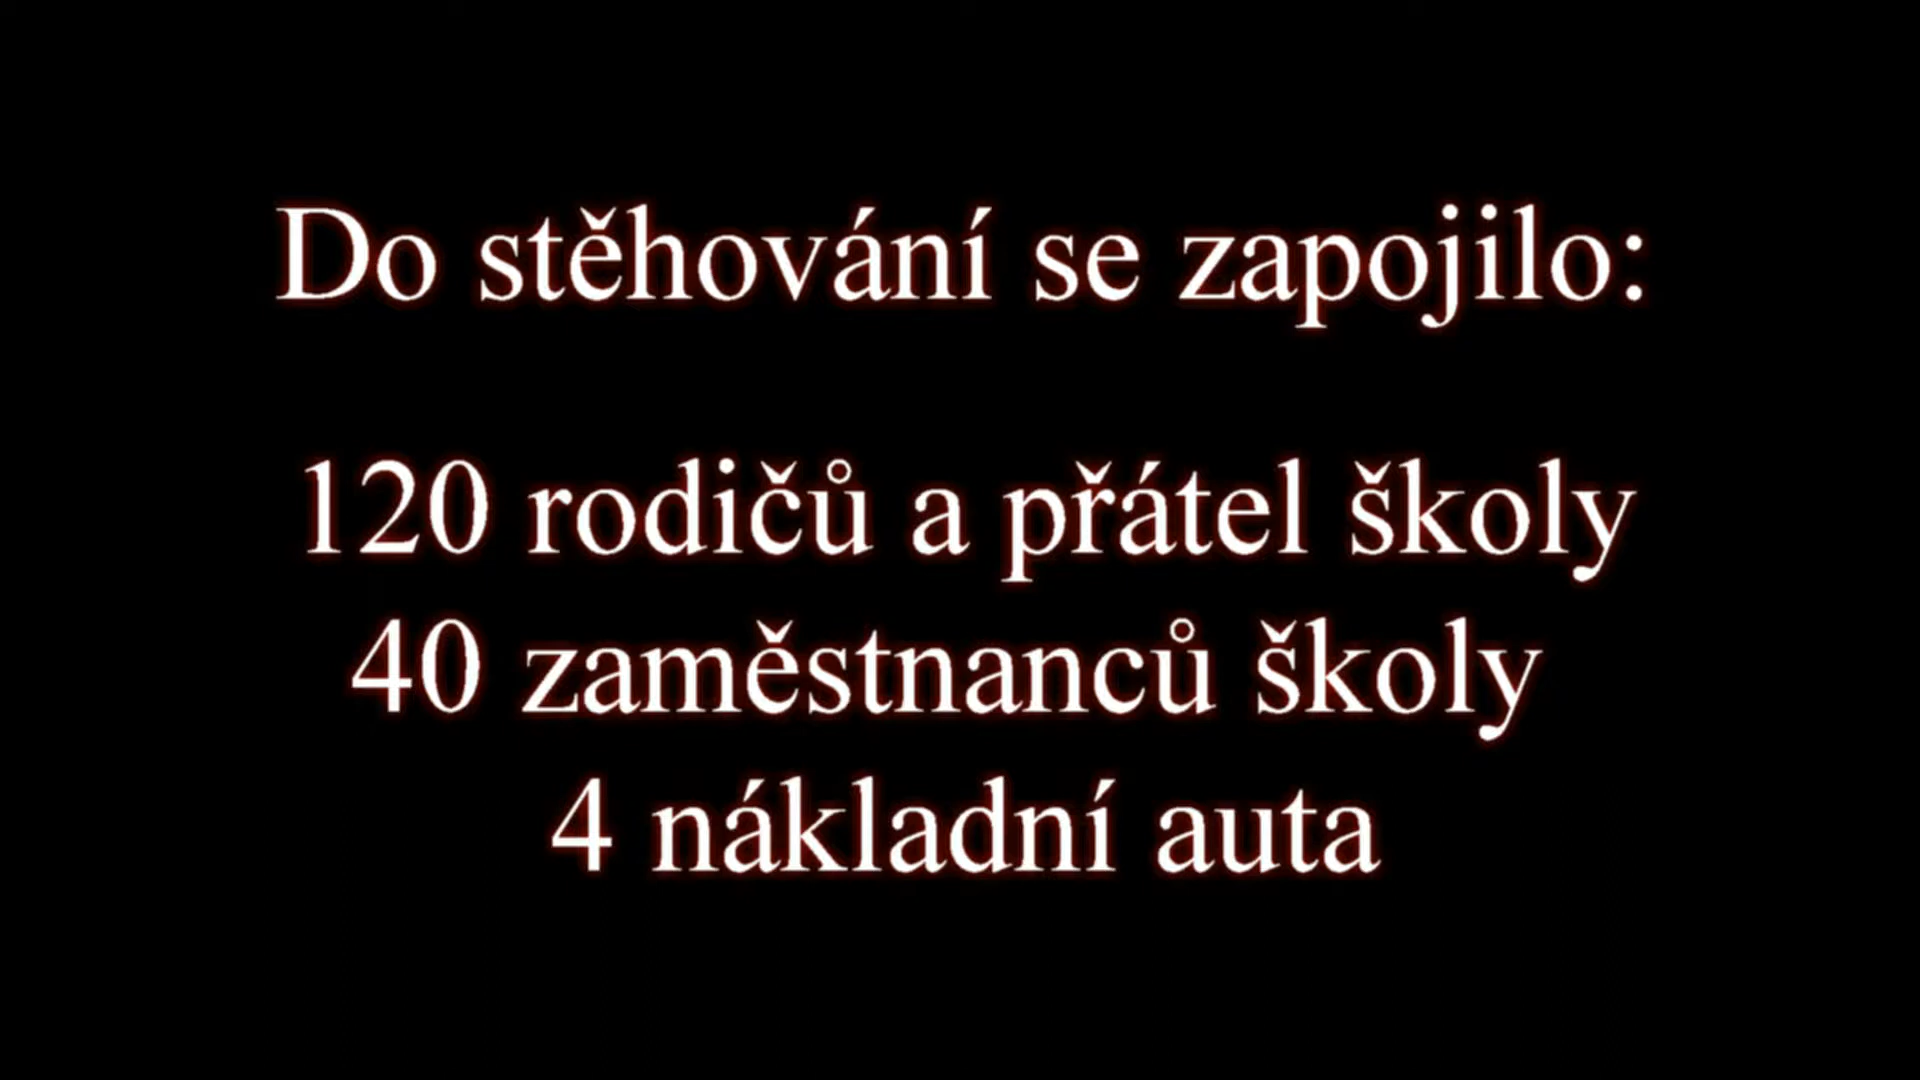 Do stěhování se zapojilo:
120 rodičů a přátel školy
40 zaměstnanců školy
4 nákladní auta